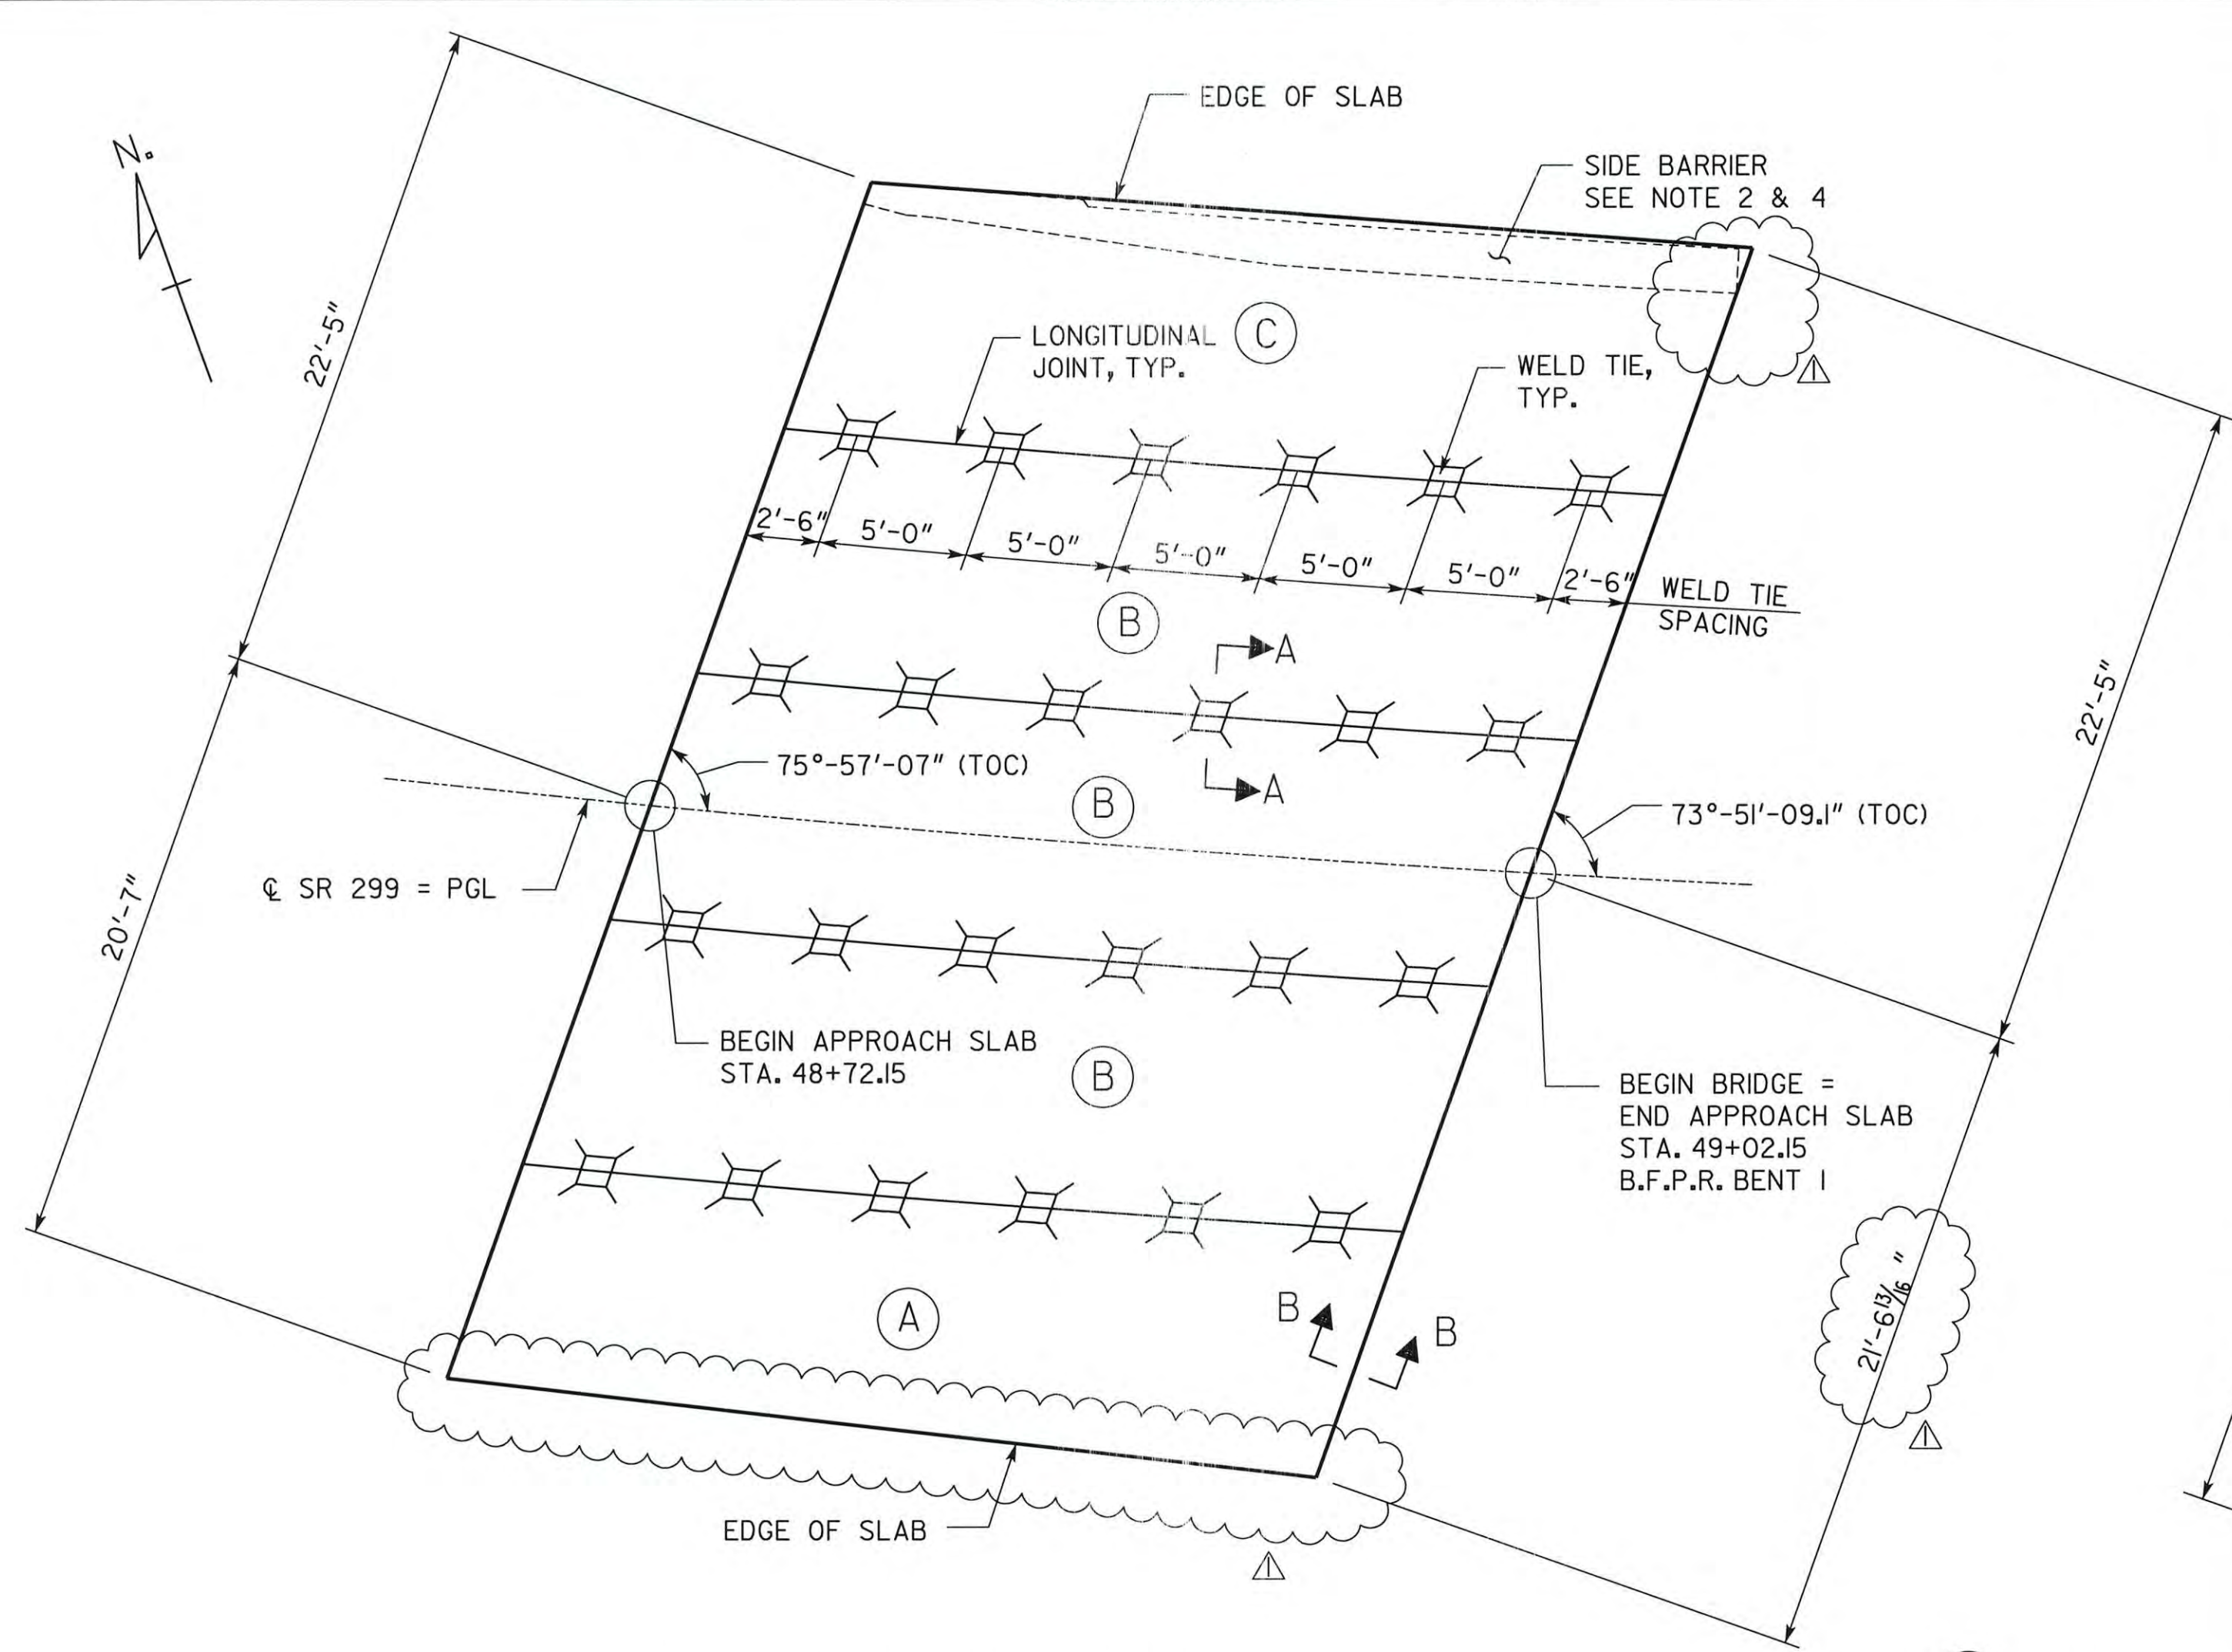 EDGE OF SLAB
N.
SIDE BARRIER
SEE NOTE 2 & 4
22'-5"
LONGITUDINAL
JOINT, TYP.
C
WELD TIE,
TYP.
1
2'-6"
5'-0"
5'-0"
5'-0"
5'-0"
5'-0"
2'-6"
WELD TIE
SPACING
B
A
22'-5"
75°-57'-07" (TOC)
A
B
73°-51'-09.1" (TOC)
℄ SR 299 = PGL
20'-7"
BEGIN APPROACH SLAB
STA. 48+72.15
B
BEGIN BRIDGE =
END APPROACH SLAB
STA. 49+02.15
B.F.P.R. BENT 1
21'-6 13/16"
A
B
B
1
EDGE OF SLAB
1